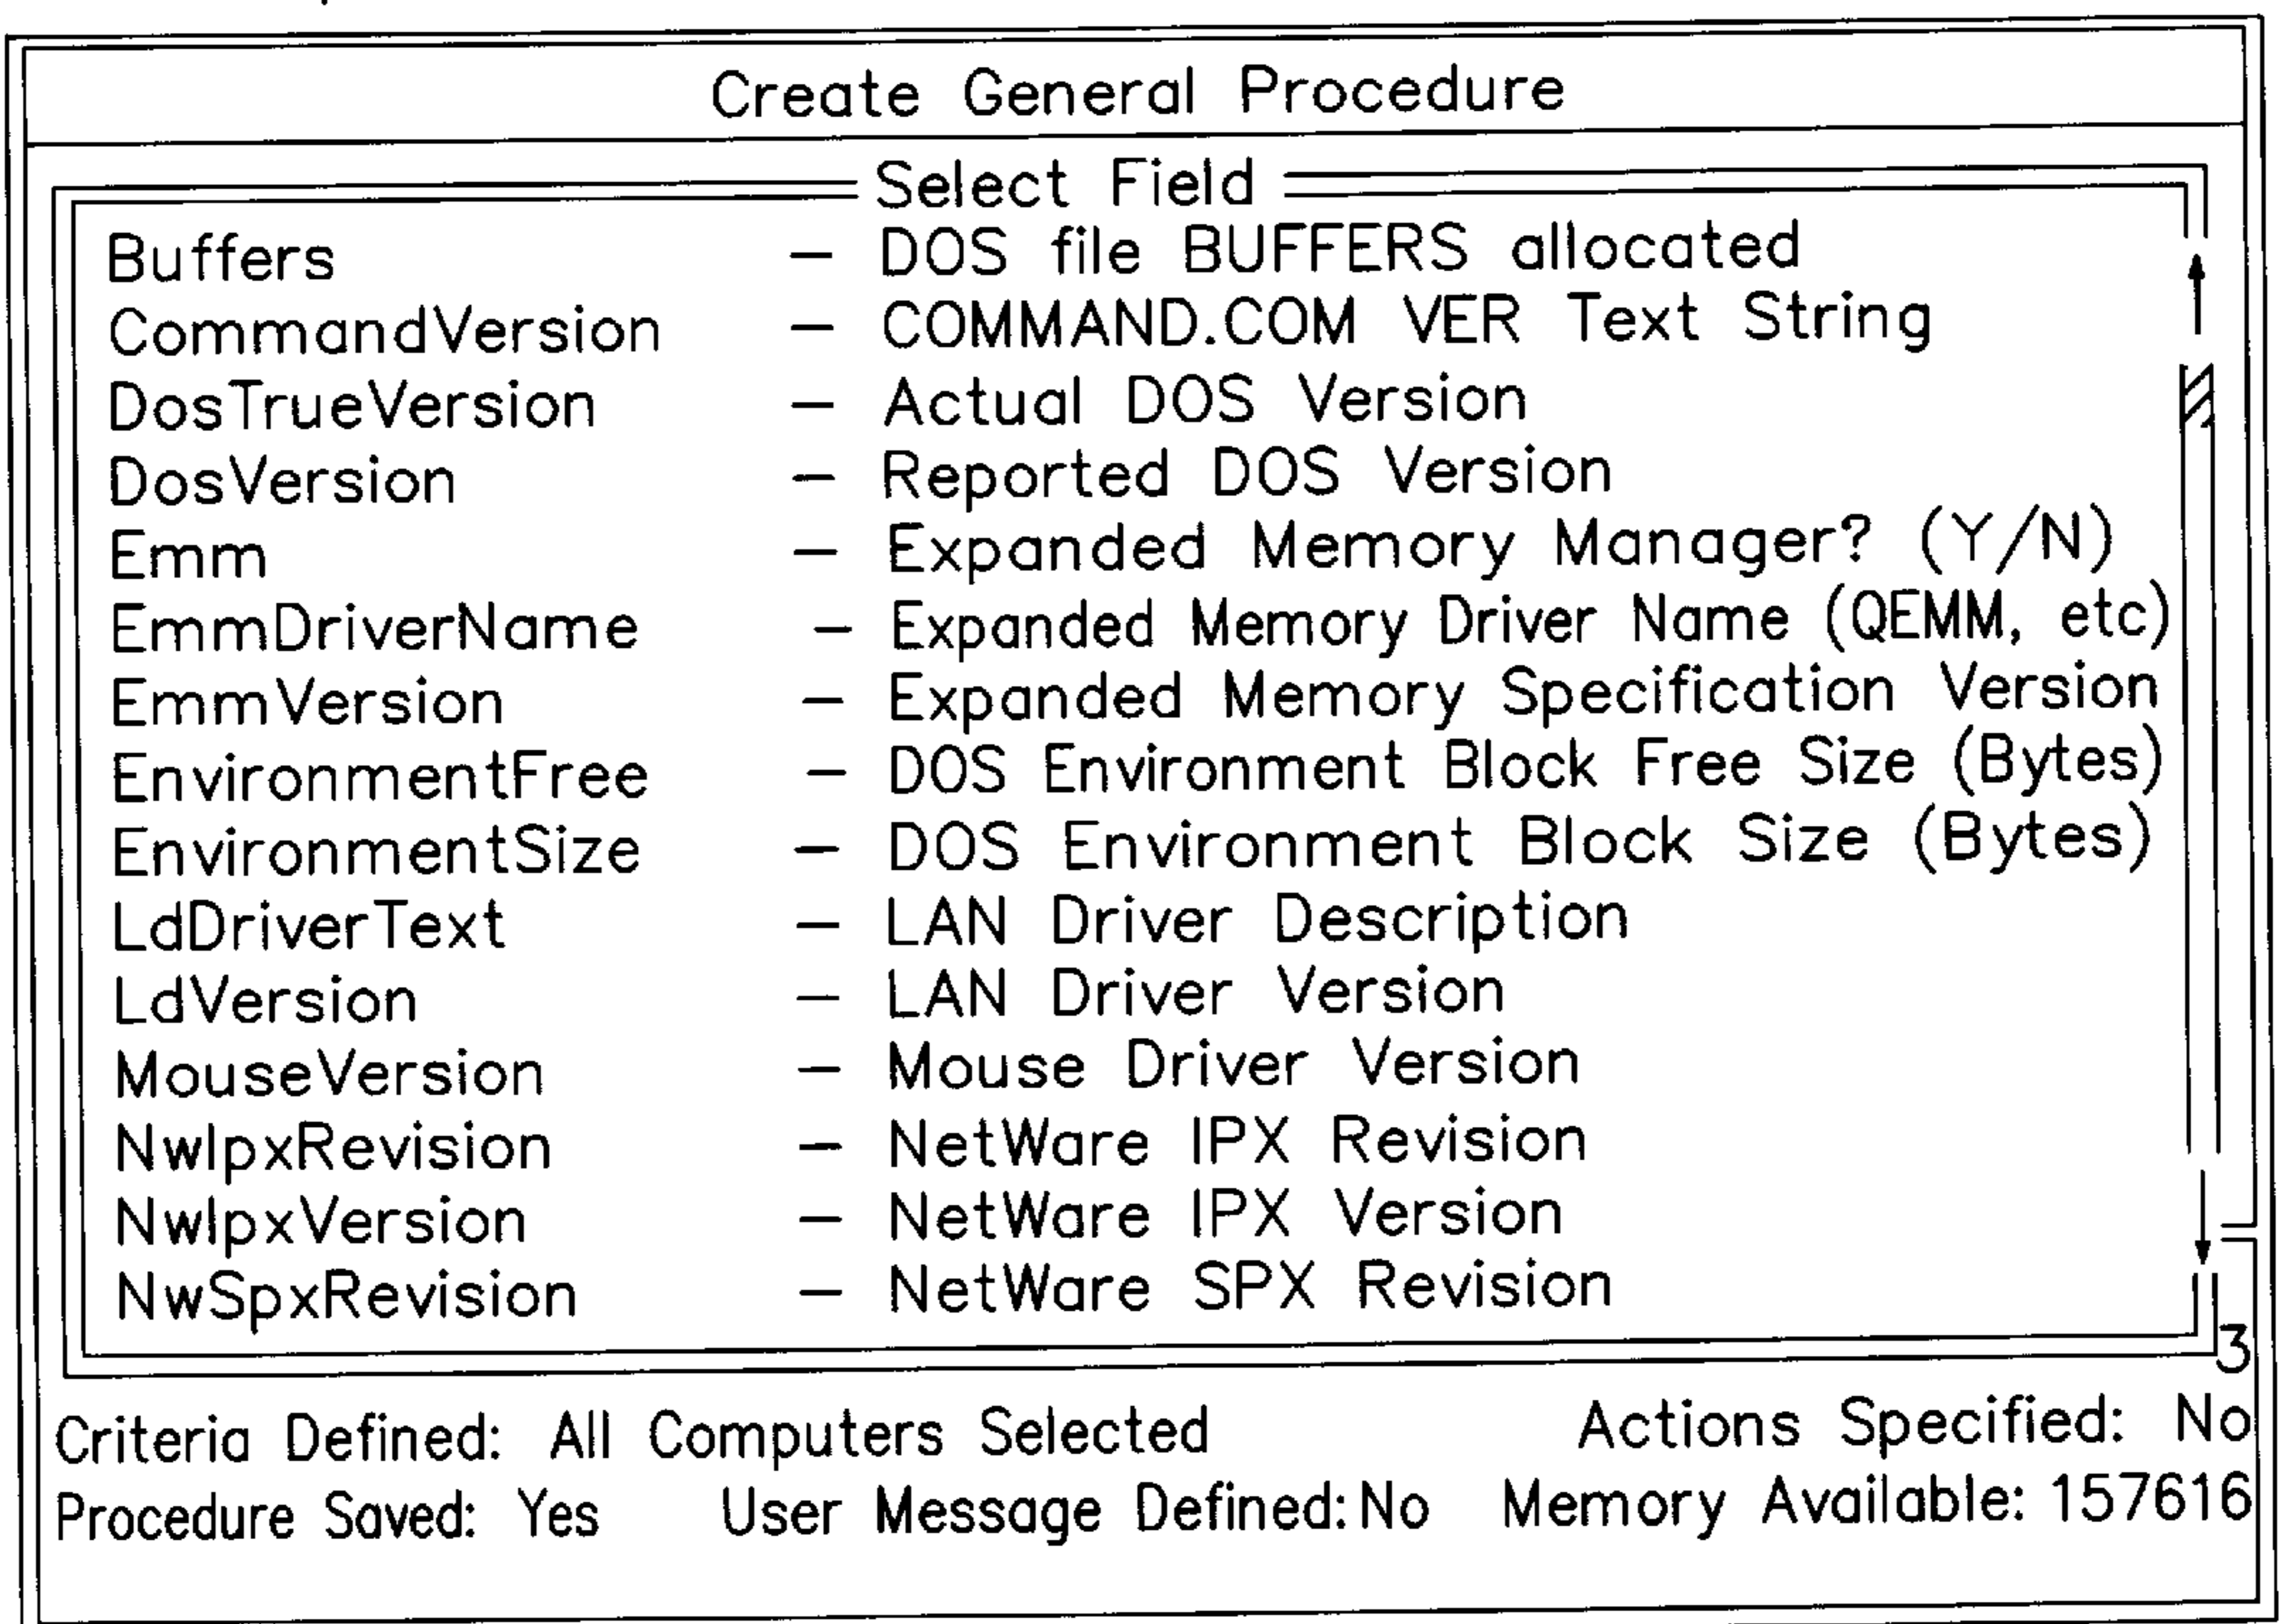 Create General Procedure
Select Field
Buffers – DOS file BUFFERS allocated
CommandVersion – COMMAND.COM VER Text String
DosTrueVersion – Actual DOS Version
DosVersion – Reported DOS Version
Emm – Expanded Memory Manager? (Y/N)
EmmDriverName – Expanded Memory Driver Name (QEMM, etc)
EmmVersion – Expanded Memory Specification Version
EnvironmentFree – DOS Environment Block Free Size (Bytes)
EnvironmentSize – DOS Environment Block Size (Bytes)
LdDriverText – LAN Driver Description
LdVersion – LAN Driver Version
MouseVersion – Mouse Driver Version
NwIpxRevision – NetWare IPX Revision
NwIpxVersion – NetWare IPX Version
NwSpxRevision – NetWare SPX Revision
3
Criteria Defined: All Computers Selected Actions Specified: No
Procedure Saved: Yes User Message Defined: No Memory Available: 157616